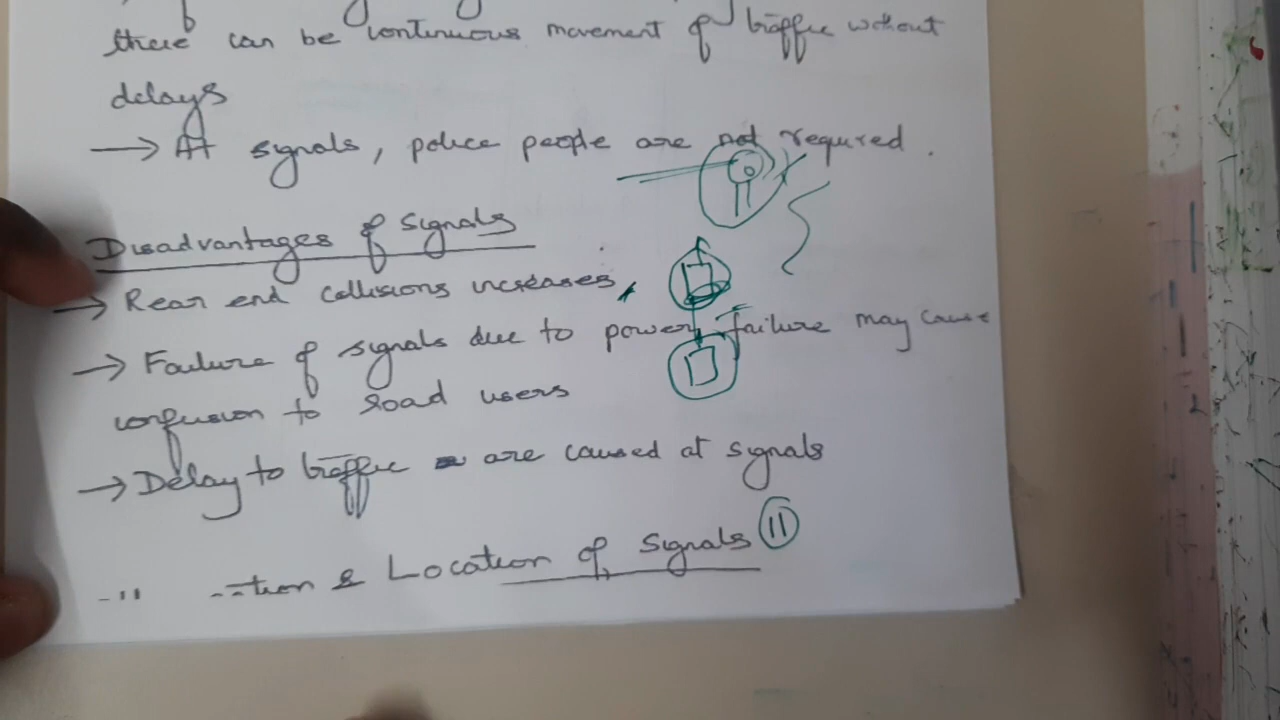 there can be continuous movement of traffic without
delays
→ At signals, police people are not required.
Disadvantages of Signals
→ Rear end collisions increases,
→ Failure of signals due to power failure may cause
confusion to road users
→ Delay to traffic are caused at signals
& Location of Signals 11